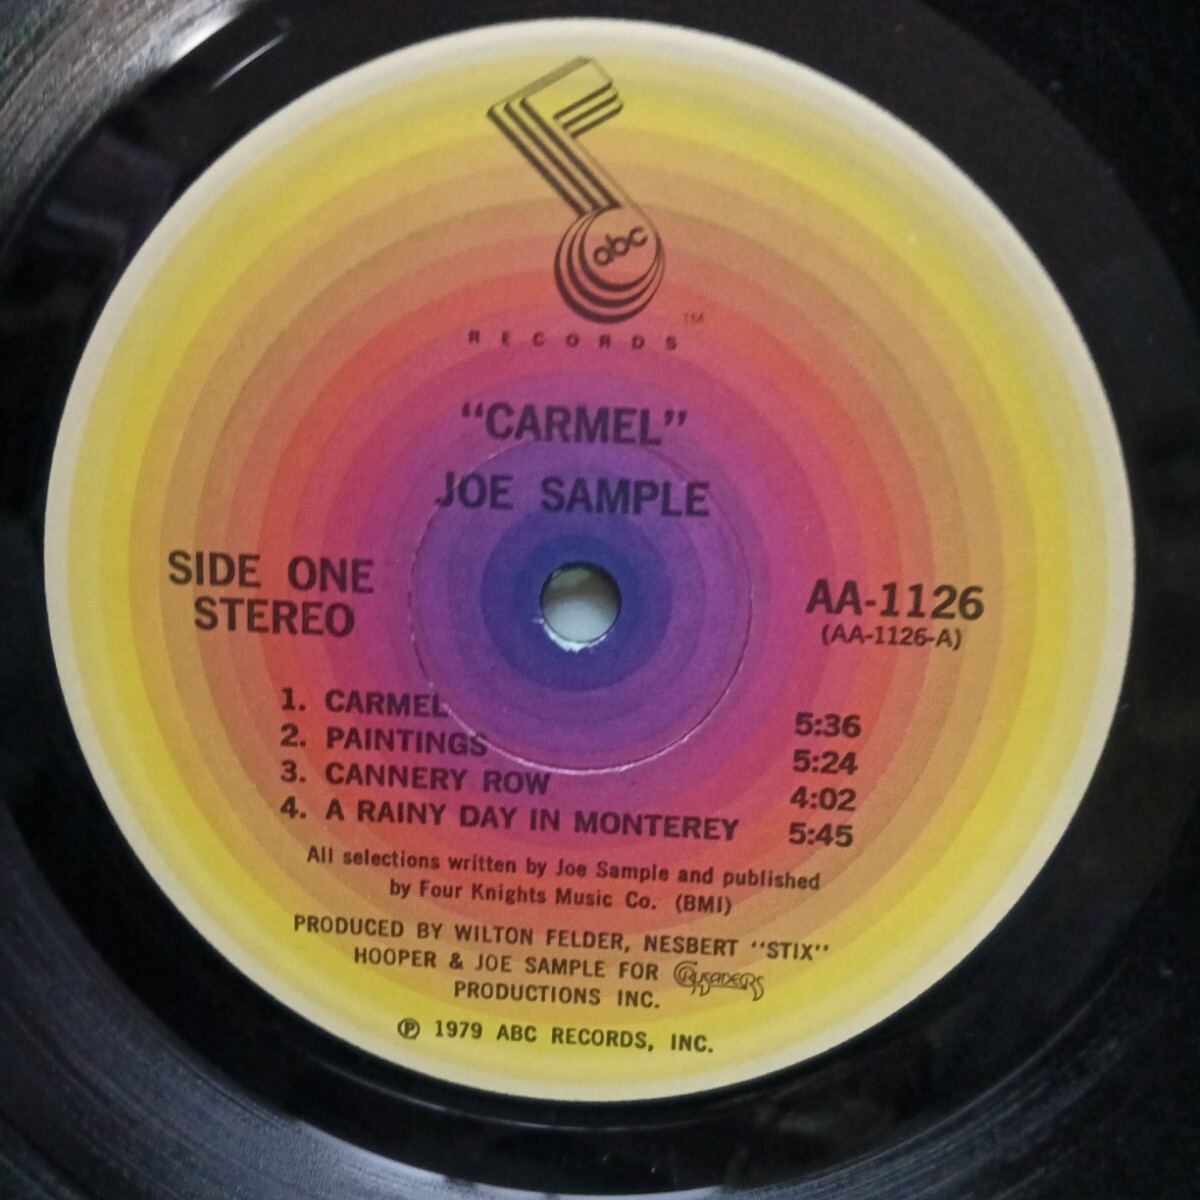 abc
RECORDS™
“CARMEL”
JOE SAMPLE
SIDE ONE
STEREO
AA-1126
(AA-1126-A)
1. CARMEL 5:36
2. PAINTINGS 5:24
3. CANNERY ROW 4:02
4. A RAINY DAY IN MONTEREY 5:45
All selections written by Joe Sample and published
by Four Knights Music Co. (BMI)
PRODUCED BY WILTON FELDER, NESBERT "STIX"
HOOPER & JOE SAMPLE FOR CRUSADERS
PRODUCTIONS INC.
℗ 1979 ABC RECORDS, INC.